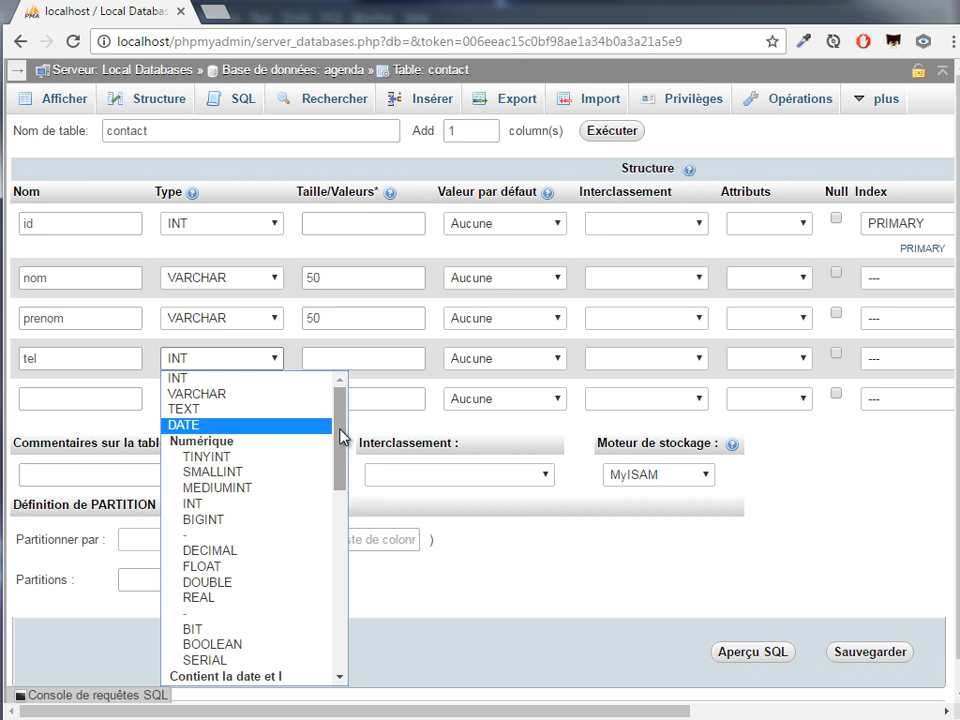 localhost / Local Databas
localhost/phpmyadmin/server_databases.php?db=&token=006eeac15c0bf98ae1a34b0a3a21a5e9
Serveur: Local Databases » Base de données: agenda » Table: contact
Afficher Structure SQL Rechercher Insérer Export Import Privilèges Opérations plus
Nom de table: contact Add 1 column(s) Exécuter
Structure
Nom Type Taille/Valeurs* Valeur par défaut Interclassement Attributs Null Index
id INT Aucune PRIMARY
PRIMARY
nom VARCHAR 50 Aucune ---
prenom VARCHAR 50 Aucune ---
tel INT Aucune ---
INT
VARCHAR
Aucune ---
TEXT
DATE
Numérique
Commentaires sur la table Interclassement : Moteur de stockage :
TINYINT
SMALLINT
MyISAM
MEDIUMINT
INT
Définition de PARTITION
BIGINT
-
Partitionner par : ste de colonr )
DECIMAL
FLOAT
Partitions :
DOUBLE
REAL
-
BIT
BOOLEAN
Aperçu SQL Sauvegarder
SERIAL
Contient la date et l
Console de requêtes SQL